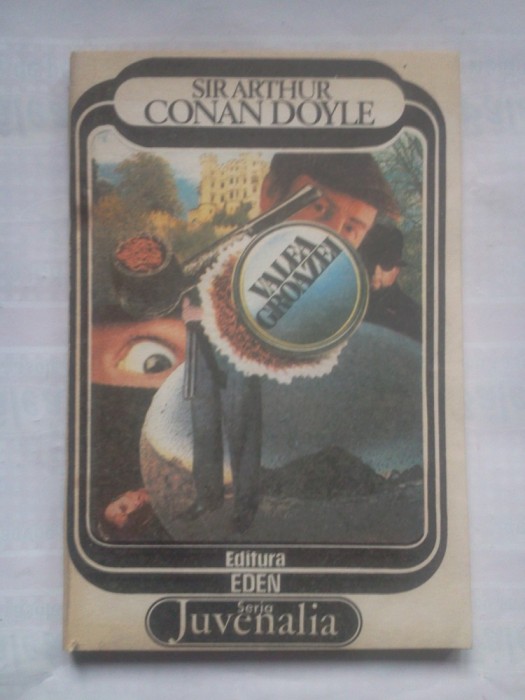 SIR ARTHUR
CONAN DOYLE
VALEA
GROAZEI
Editura
EDEN
Seria
Juvenalia